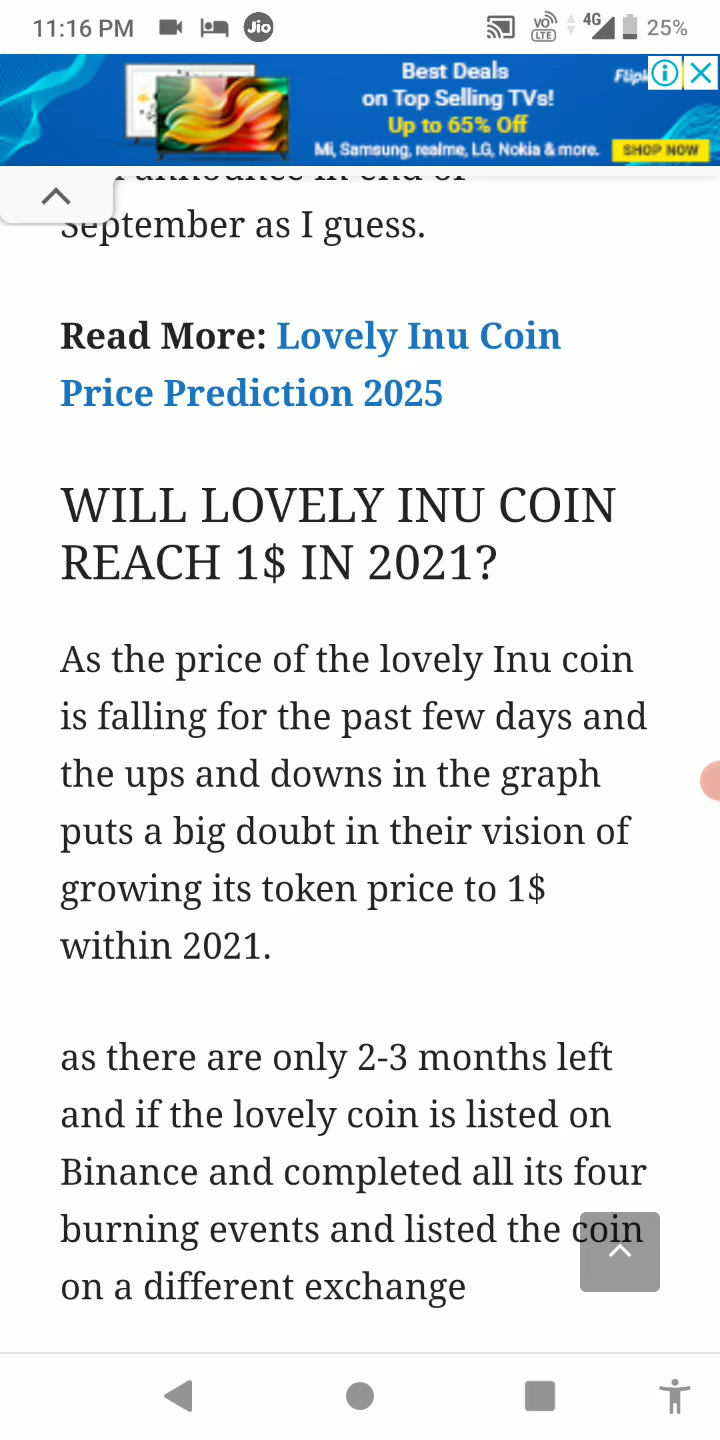 11:16 PM Jio VO LTE 4G 25%
Best Deals
on Top Selling TVs!
Up to 65% Off
Mi, Samsung, realme, LG, Nokia & more.
SHOP NOW
September as I guess.
Read More: Lovely Inu Coin
Price Prediction 2025
WILL LOVELY INU COIN
REACH 1$ IN 2021?
As the price of the lovely Inu coin
is falling for the past few days and
the ups and downs in the graph
puts a big doubt in their vision of
growing its token price to 1$
within 2021.
as there are only 2-3 months left
and if the lovely coin is listed on
Binance and completed all its four
burning events and listed the coin
on a different exchange